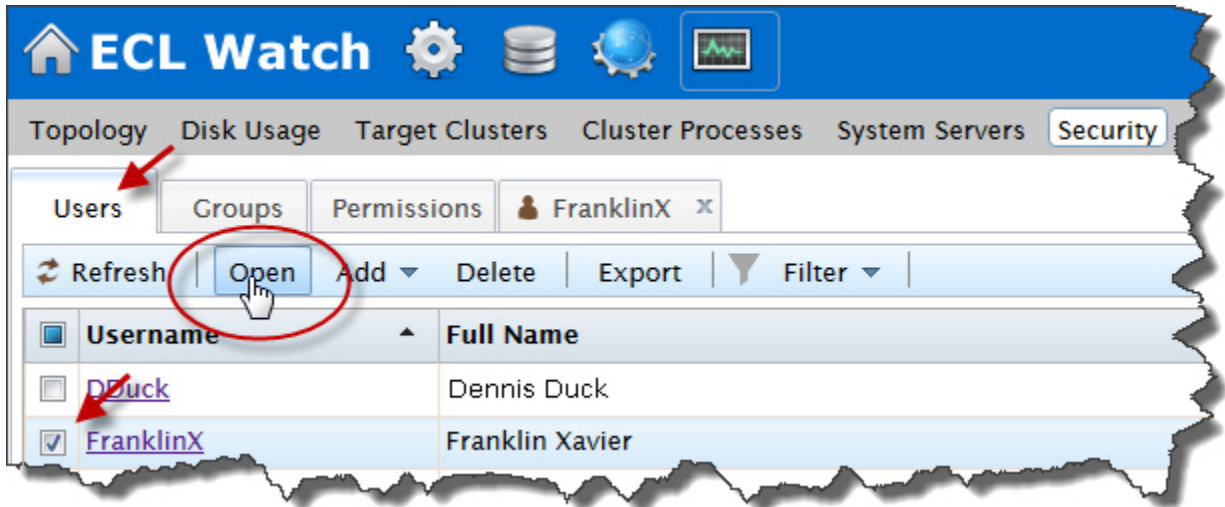 ECL Watch
Topology Disk Usage Target Clusters Cluster Processes System Servers Security
Users Groups Permissions FranklinX x
Refresh Open Add Delete Export Filter
Username Full Name
DDuck Dennis Duck
FranklinX Franklin Xavier